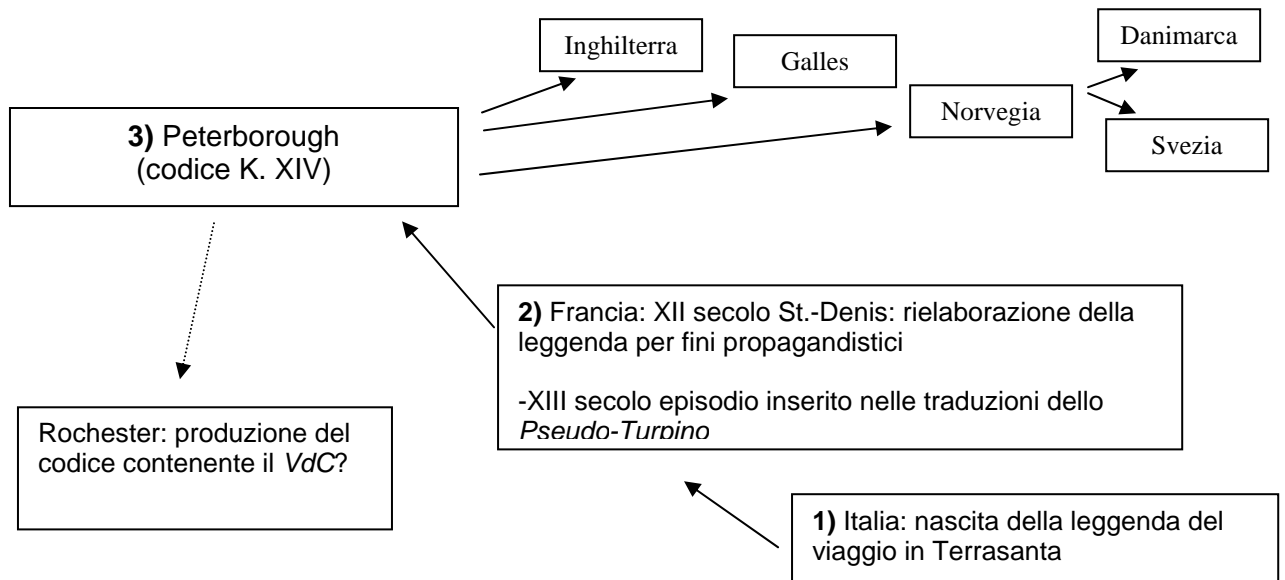 Inghilterra
Galles
Danimarca
Norvegia
Svezia
3) Peterborough
(codice K. XIV)
2) Francia: XII secolo St.-Denis: rielaborazione della
leggenda per fini propagandistici
-XIII secolo episodio inserito nelle traduzioni dello
Pseudo-Turpino
Rochester: produzione del
codice contenente il VdC?
1) Italia: nascita della leggenda del
viaggio in Terrasanta